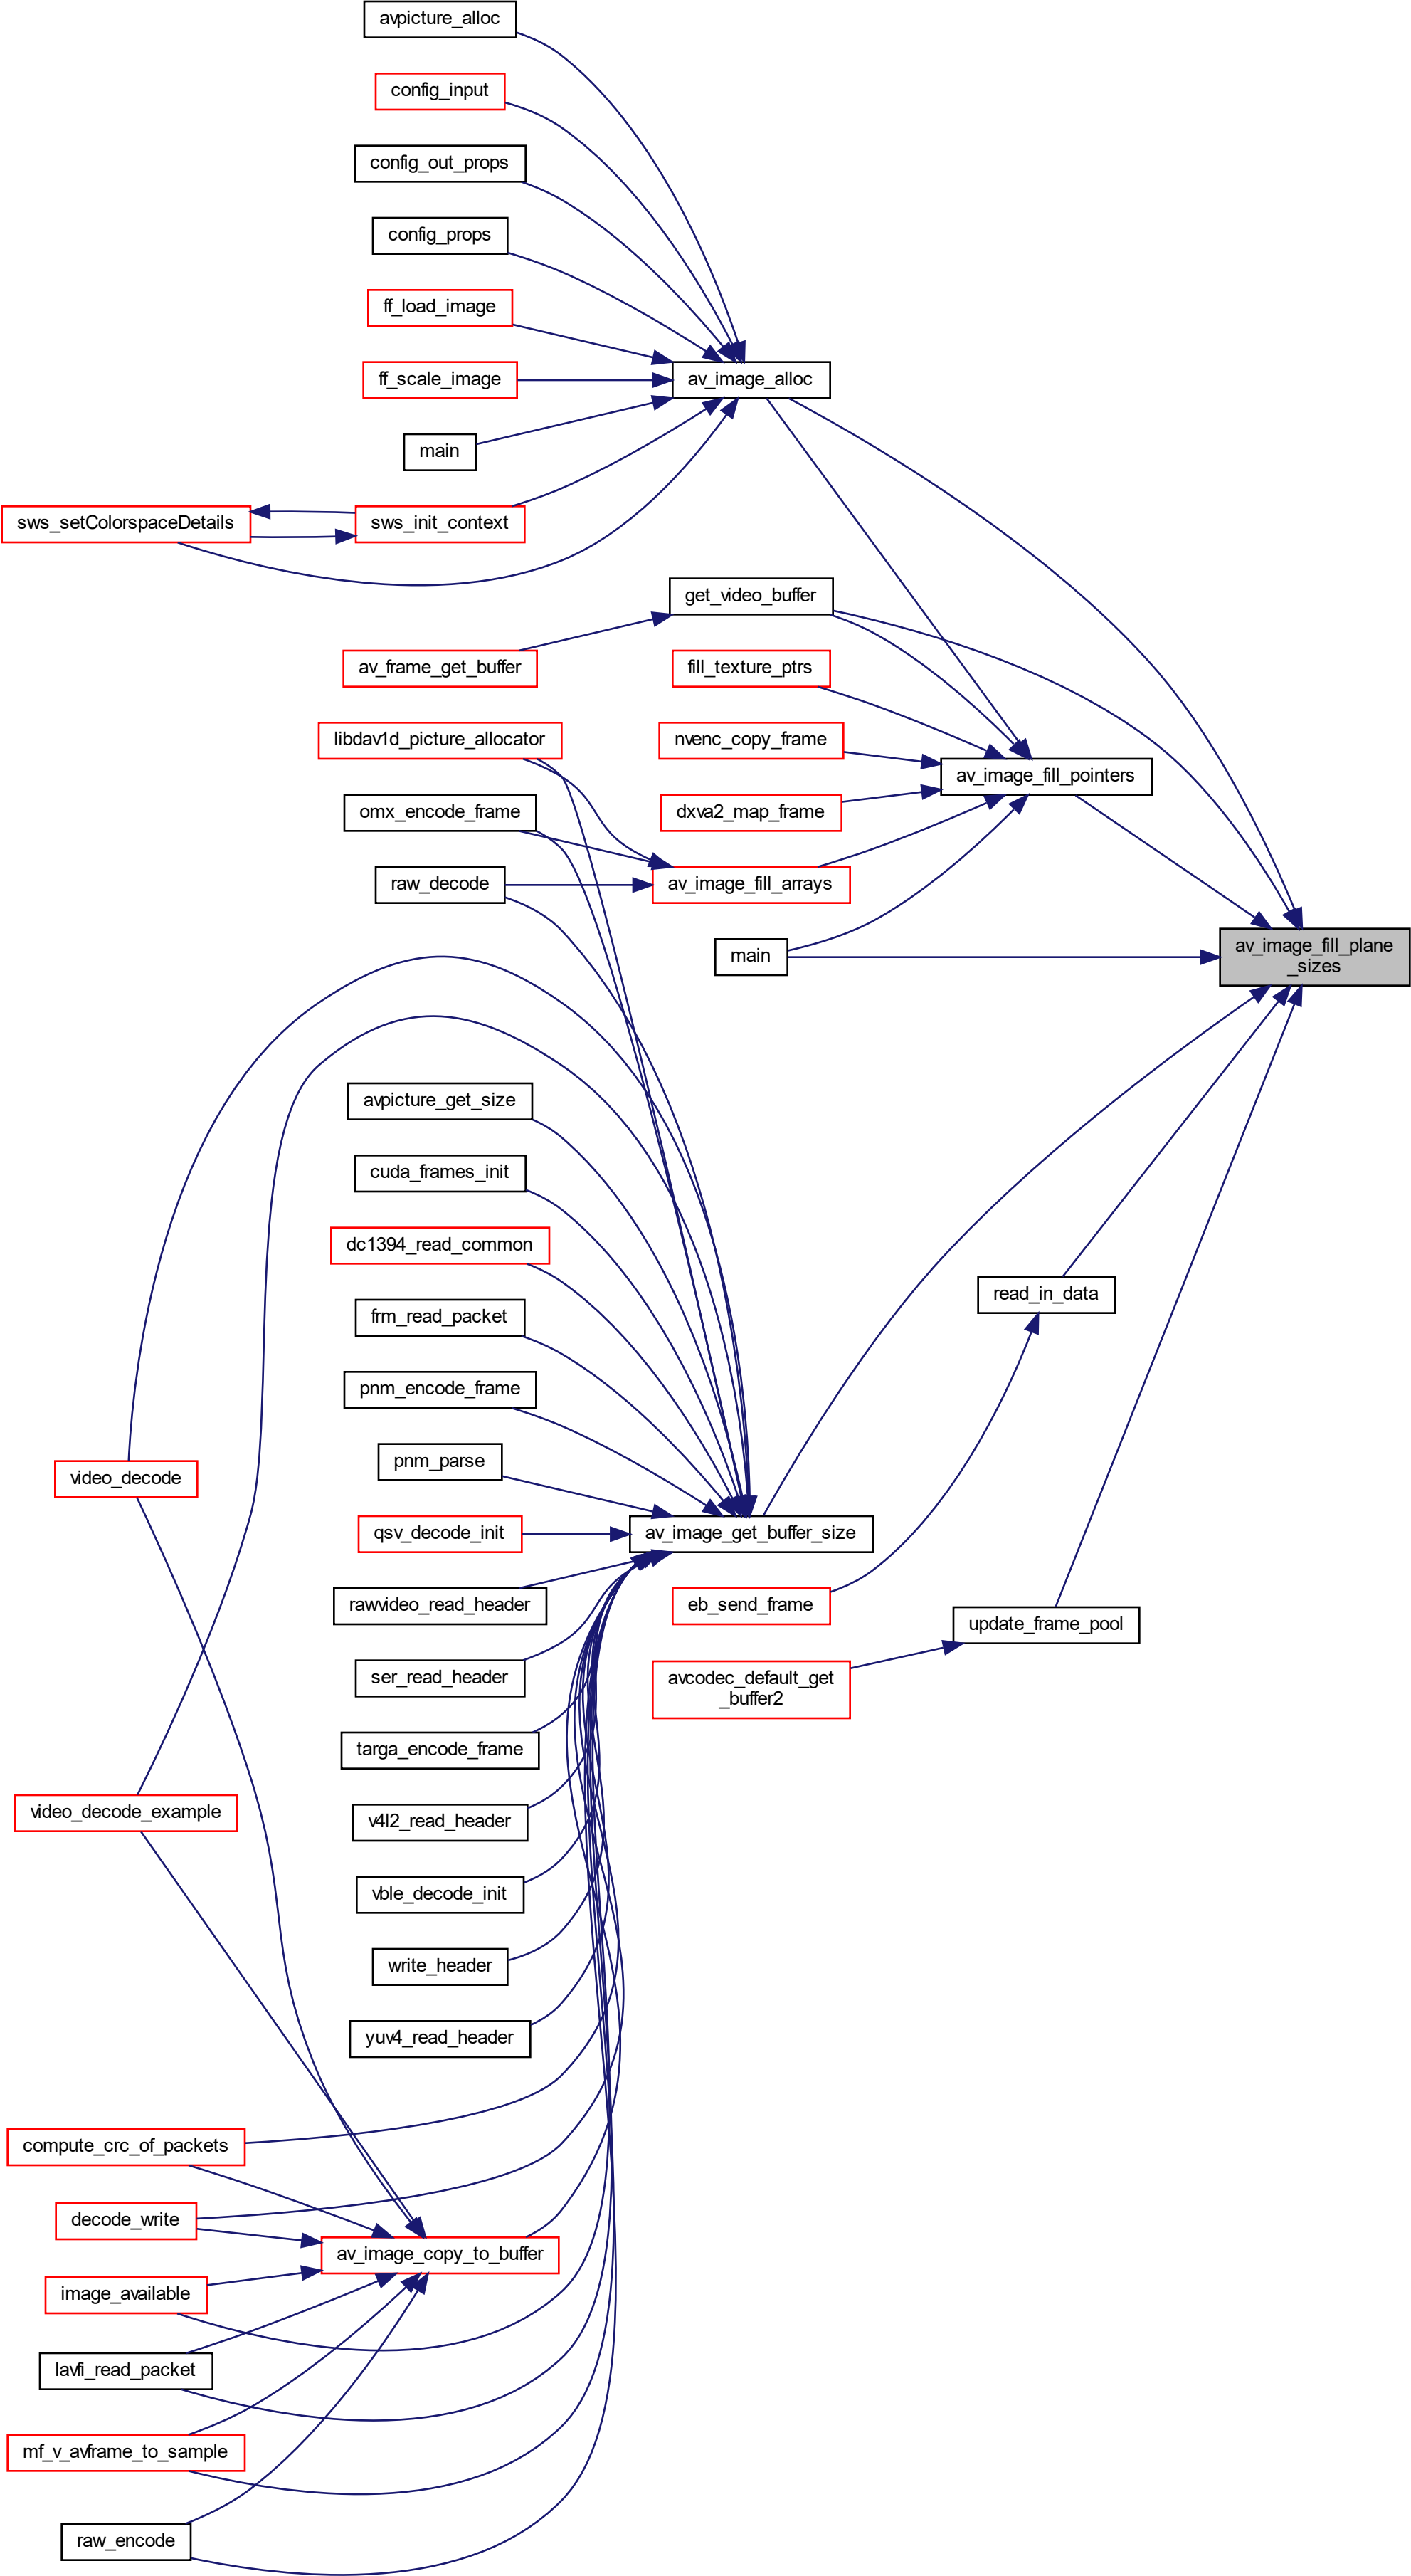 avpicture_alloc
config_input
config_out_props
config_props
ff_load_image
av_image_alloc
ff_scale_image
main
sws_setColorspaceDetails
sws_init_context
get_video_buffer
av_frame_get_buffer
fill_texture_ptrs
libdav1d_picture_allocator
nvenc_copy_frame
av_image_fill_pointers
omx_encode_frame
dxva2_map_frame
raw_decode
av_image_fill_arrays
main
av_image_fill_plane
_sizes
avpicture_get_size
cuda_frames_init
dc1394_read_common
read_in_data
frm_read_packet
pnm_encode_frame
pnm_parse
video_decode
qsv_decode_init
av_image_get_buffer_size
rawvideo_read_header
eb_send_frame
update_frame_pool
ser_read_header
avcodec_default_get
_buffer2
targa_encode_frame
video_decode_example
v4l2_read_header
vble_decode_init
write_header
yuv4_read_header
compute_crc_of_packets
decode_write
av_image_copy_to_buffer
image_available
lavfi_read_packet
mf_v_avframe_to_sample
raw_encode